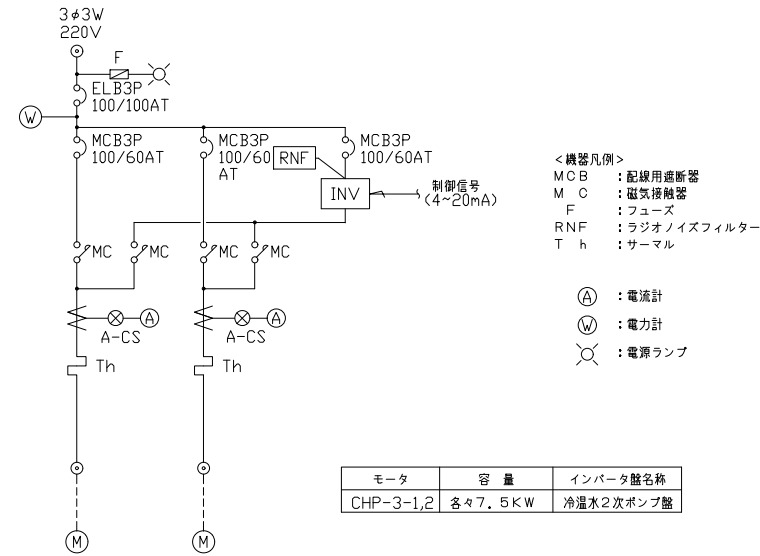 3φ3W
220V
F
ELB3P
100/100AT
W
MCB3P
100/60AT
MCB3P
100/60
AT
RNF
MCB3P
100/60AT
INV
制御信号
(4~20mA)
MC
MC
MC
MC
A
A-CS
A
A-CS
Th
Th
M
M
<機器凡例>
MCB :配線用遮断器
M C :磁気接触器
F :フューズ
RNF :ラジオノイズフィルター
T h :サーマル
A :電流計
W :電力計
:電源ランプ
モータ 容 量 インバータ盤名称
CHP-3-1,2 各々7.5KW 冷温水2次ポンプ盤